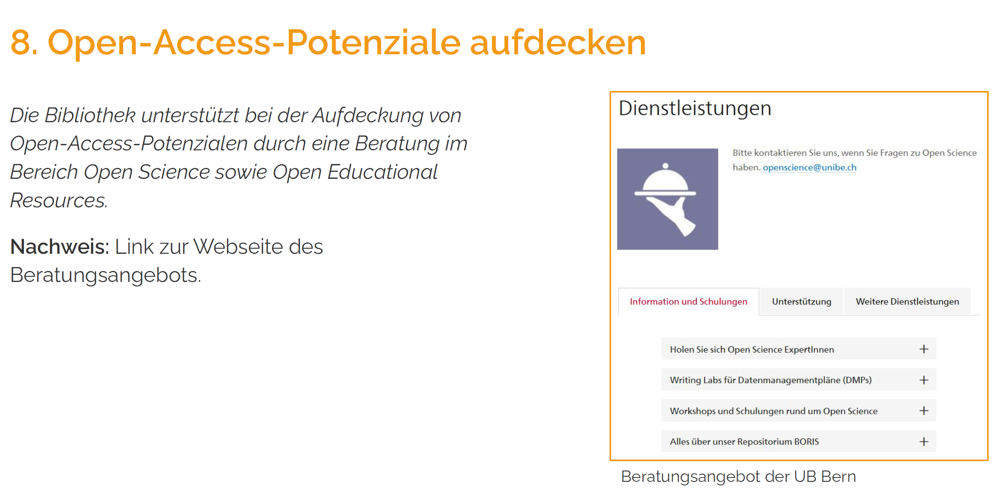 8. Open-Access-Potenziale aufdecken
Die Bibliothek unterstützt bei der Aufdeckung von
Open-Access-Potenzialen durch eine Beratung im
Bereich Open Science sowie Open Educational
Resources.
Nachweis: Link zur Webseite des
Beratungsangebots.
Dienstleistungen
Bitte kontaktieren Sie uns, wenn Sie Fragen zu Open Science
haben. openscience@unibe.ch
Information und Schulungen
Unterstützung
Weitere Dienstleistungen
Holen Sie sich Open Science ExpertInnen +
Writing Labs für Datenmanagementpläne (DMPs) +
Workshops und Schulungen rund um Open Science +
Alles über unser Repositorium BORIS +
Beratungsangebot der UB Bern